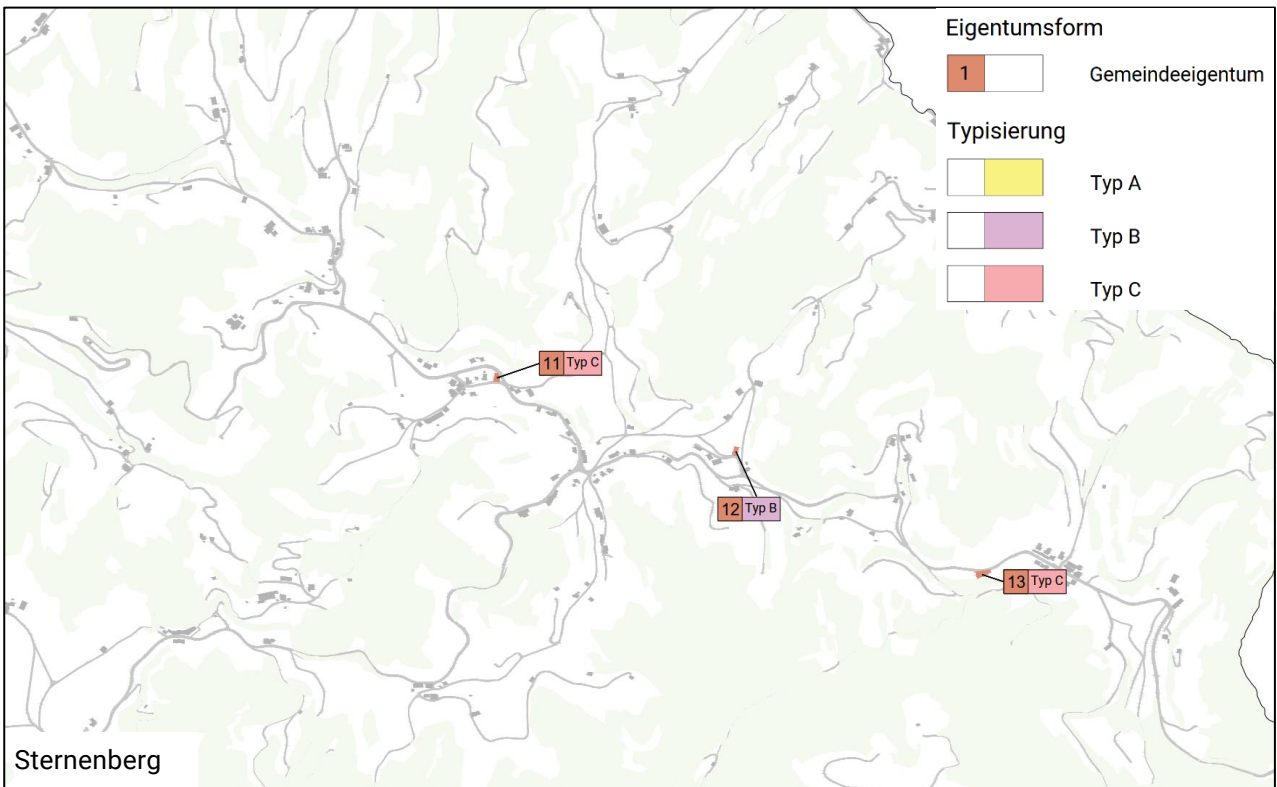 Eigentumsform
1 Gemeindeeigentum
Typisierung
Typ A
Typ B
Typ C
11 Typ C
12 Typ B
13 Typ C
Sternenberg